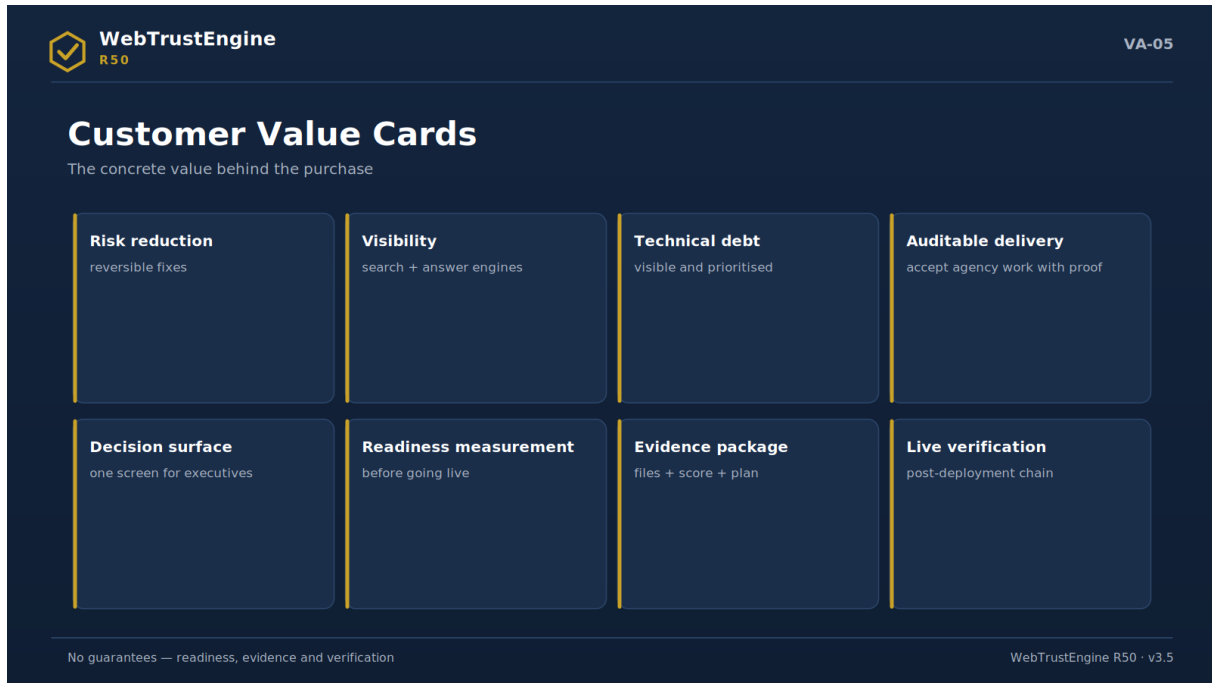 WebTrustEngine
R50
VA-05
Customer Value Cards
The concrete value behind the purchase
Risk reduction
reversible fixes
Visibility
search + answer engines
Technical debt
visible and prioritised
Auditable delivery
accept agency work with proof
Decision surface
one screen for executives
Readiness measurement
before going live
Evidence package
files + score + plan
Live verification
post-deployment chain
No guarantees — readiness, evidence and verification
WebTrustEngine R50 · v3.5